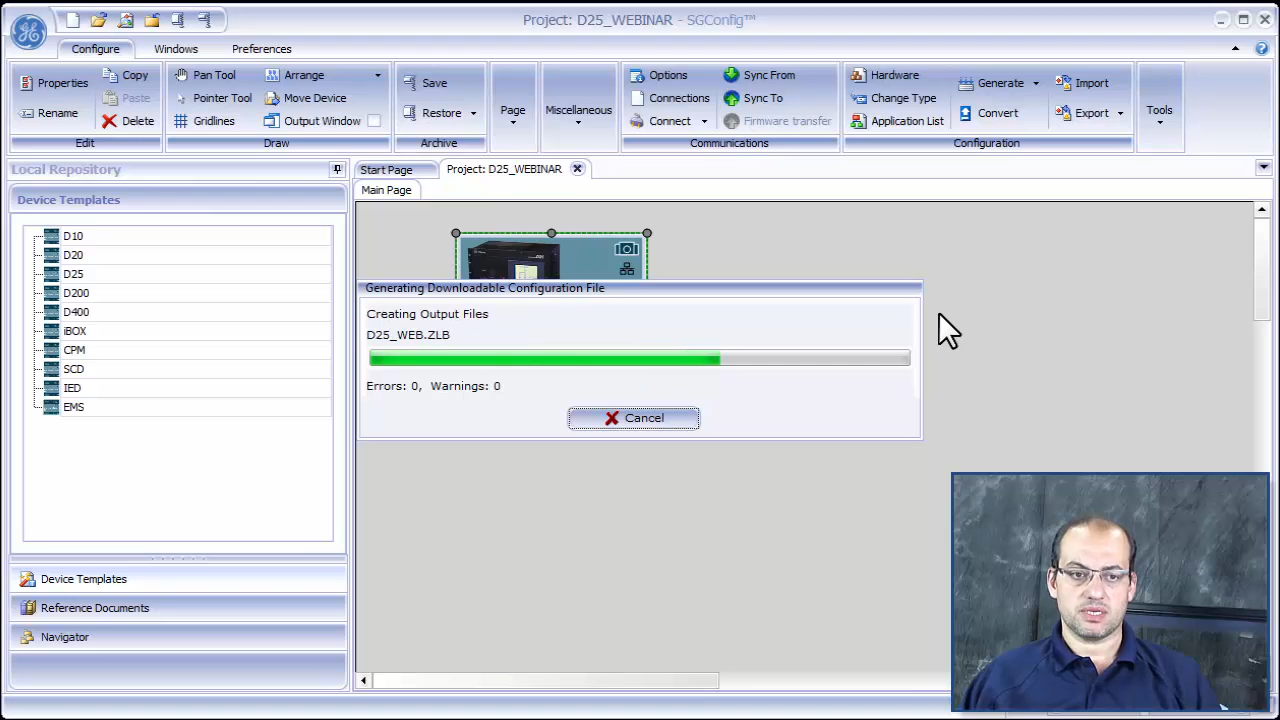 Project: D25_WEBINAR - SGConfig™
Configure Windows Preferences
Properties
Rename
Copy
Paste
Delete
Edit
Pan Tool
Pointer Tool
Gridlines
Arrange
Move Device
Output Window
Draw
Save
Restore
Archive
Page
Miscellaneous
Options
Connections
Connect
Sync From
Sync To
Firmware transfer
Communications
Hardware
Change Type
Application List
Generate
Convert
Import
Export
Configuration
Tools
Local Repository
Device Templates
D10
D20
D25
D200
D400
iBOX
CPM
SCD
IED
EMS
Device Templates
Reference Documents
Navigator
Start Page
Project: D25_WEBINAR
Main Page
Generating Downloadable Configuration File
Creating Output Files
D25_WEB.ZLB
Errors: 0, Warnings: 0
Cancel